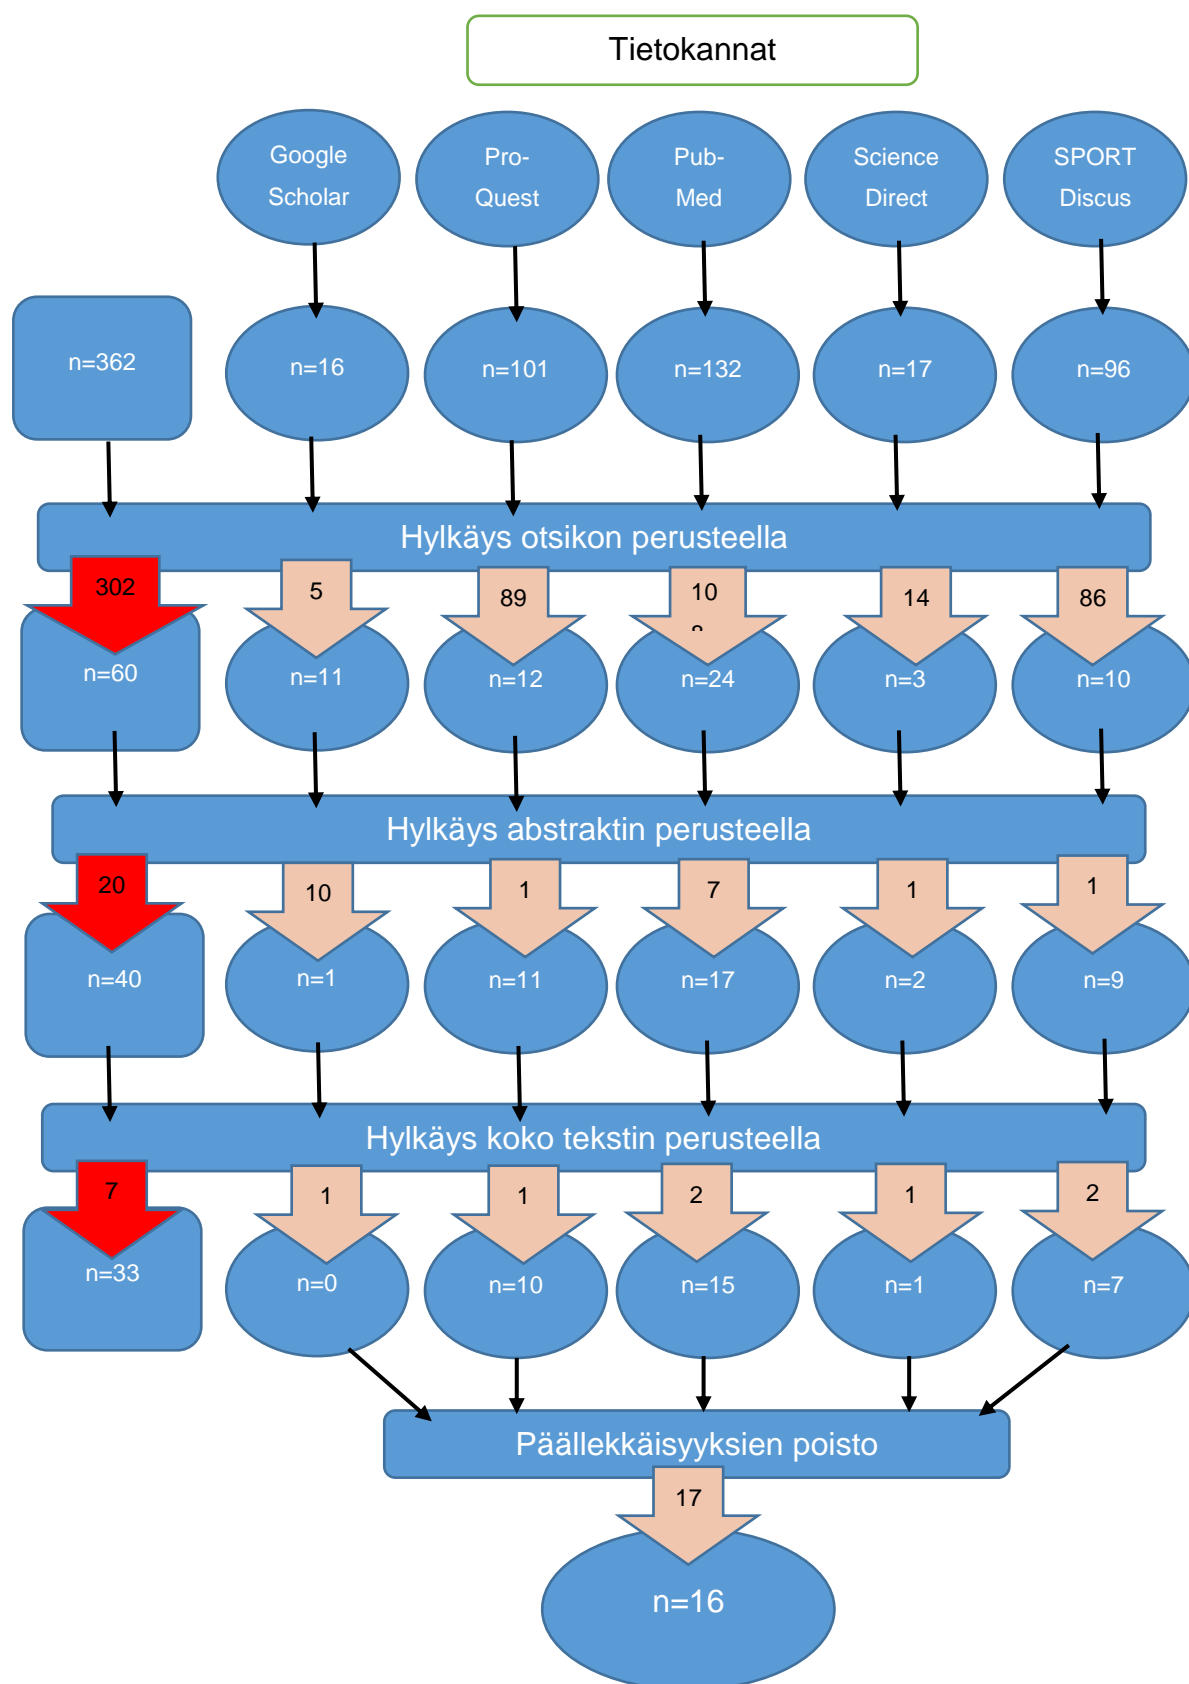 Tietokannat
Google
Scholar
Pro-
Quest
Pub-
Med
Science
Direct
SPORT
Discus
n=362
n=16
n=101
n=132
n=17
n=96
Hylkäys otsikon perusteella
302
5
89
10
14
86
n=60
n=11
n=12
n=24
n=3
n=10
Hylkäys abstraktin perusteella
20
10
1
7
1
1
n=40
n=1
n=11
n=17
n=2
n=9
Hylkäys koko tekstin perusteella
7
1
1
2
1
2
n=33
n=0
n=10
n=15
n=1
n=7
Päällekkäisyyksien poisto
17
n=16